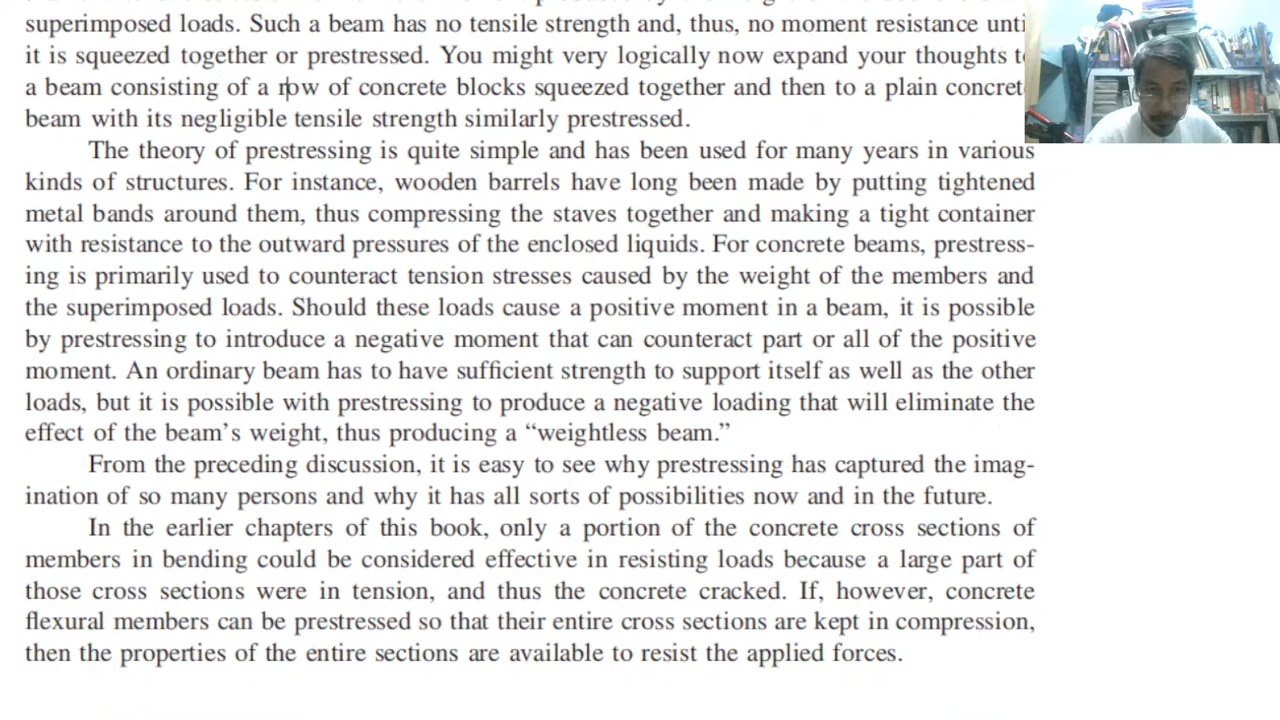 superimposed loads. Such a beam has no tensile strength and, thus, no moment resistance unti
it is squeezed together or prestressed. You might very logically now expand your thoughts t
a beam consisting of a row of concrete blocks squeezed together and then to a plain concret
beam with its negligible tensile strength similarly prestressed.
The theory of prestressing is quite simple and has been used for many years in various
kinds of structures. For instance, wooden barrels have long been made by putting tightened
metal bands around them, thus compressing the staves together and making a tight container
with resistance to the outward pressures of the enclosed liquids. For concrete beams, prestress-
ing is primarily used to counteract tension stresses caused by the weight of the members and
the superimposed loads. Should these loads cause a positive moment in a beam, it is possible
by prestressing to introduce a negative moment that can counteract part or all of the positive
moment. An ordinary beam has to have sufficient strength to support itself as well as the other
loads, but it is possible with prestressing to produce a negative loading that will eliminate the
effect of the beam's weight, thus producing a “weightless beam.”
From the preceding discussion, it is easy to see why prestressing has captured the imag-
ination of so many persons and why it has all sorts of possibilities now and in the future.
In the earlier chapters of this book, only a portion of the concrete cross sections of
members in bending could be considered effective in resisting loads because a large part of
those cross sections were in tension, and thus the concrete cracked. If, however, concrete
flexural members can be prestressed so that their entire cross sections are kept in compression,
then the properties of the entire sections are available to resist the applied forces.